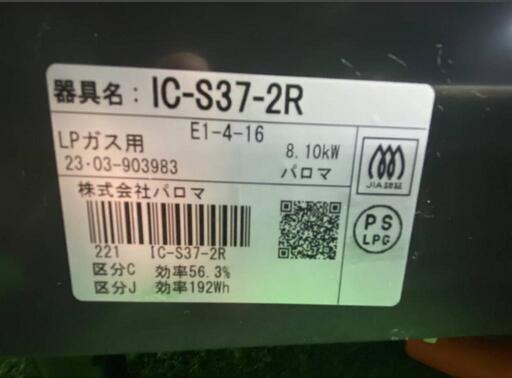 器具名：IC-S37-2R
LPガス用 E1-4-16 8.10kW
23・03-903983 パロマ
JIA認証
株式会社パロマ
PS
LPG
221 IC-S37-2R
区分C 効率56.3%
区分J 効率192Wh